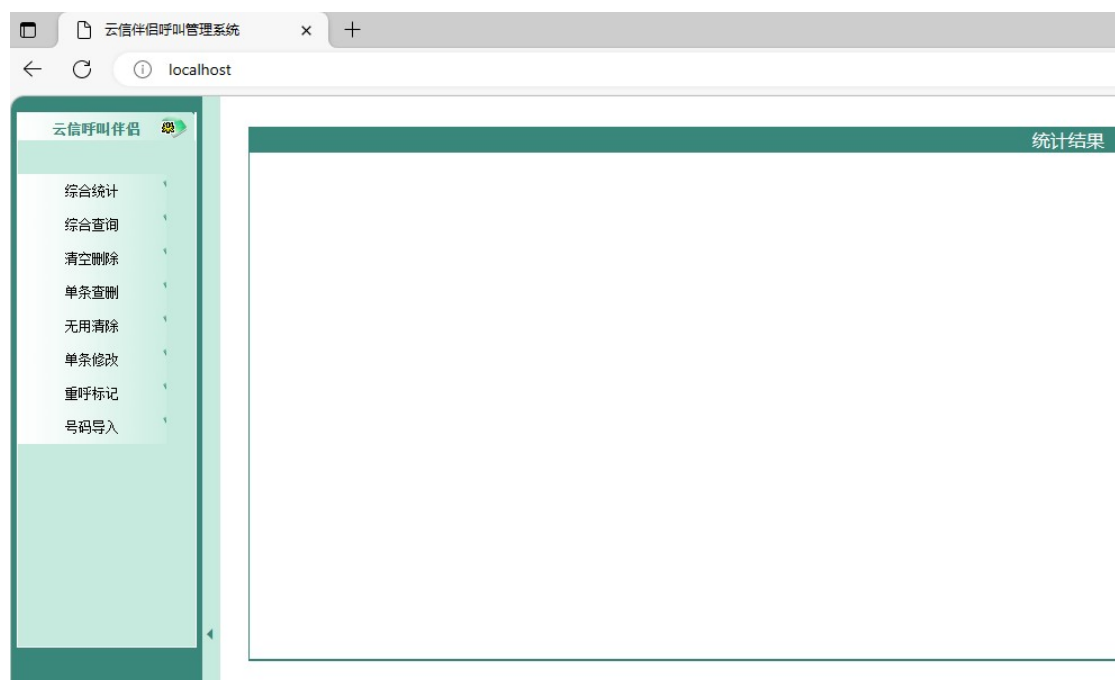 云信伴侣呼叫管理系统
localhost
云信呼叫伴侣
统计结果
综合统计
综合查询
清空删除
单条查删
无用清除
单条修改
重呼标记
号码导入